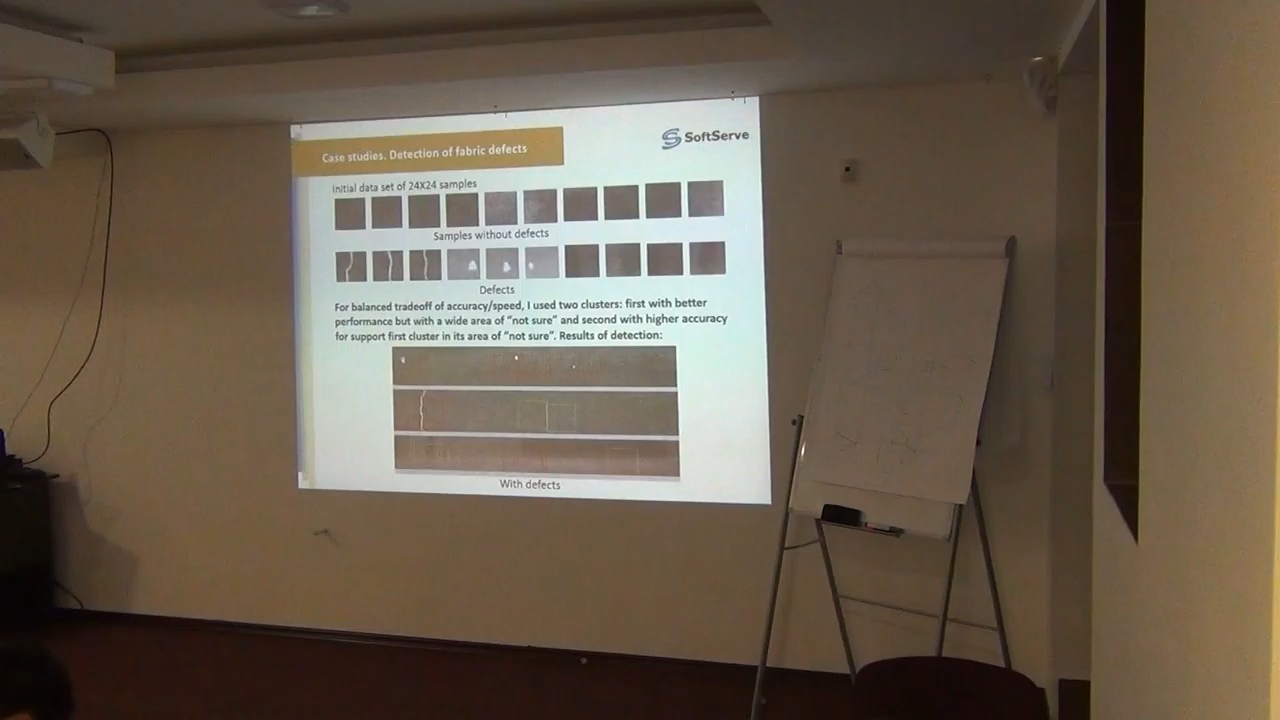 Case studies. Detection of fabric defects
SoftServe
Initial data set of 24X24 samples
Samples without defects
Defects
For balanced tradeoff of accuracy/speed, I used two clusters: first with better
performance but with a wide area of “not sure” and second with higher accuracy
for support first cluster in its area of “not sure”. Results of detection:
With defects